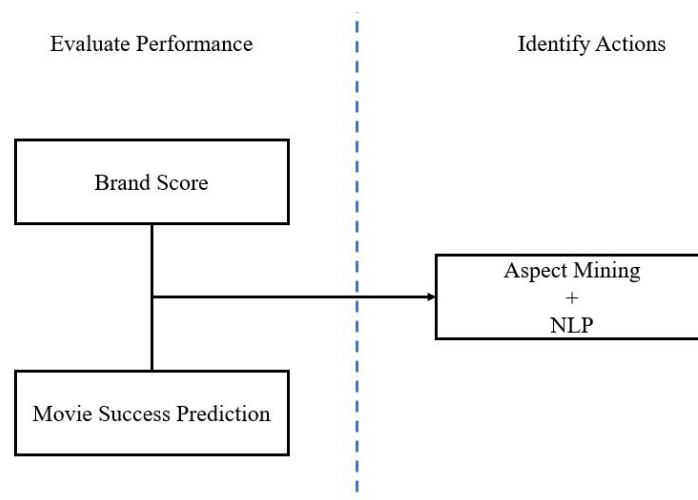 Evaluate Performance
Identify Actions
Brand Score
Aspect Mining
+
NLP
Movie Success Prediction